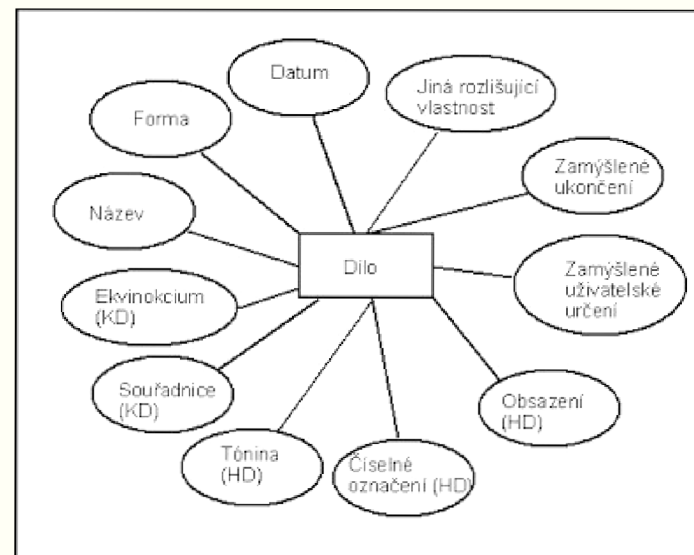 Datum
Jiná rozlišující
vlastnost
Forma
Zamýšlené
ukončení
Název
Dílo
Zamýšlené
uživatelské
určení
Ekvinokcium
(KD)
Souřadnice
(KD)
Obsazení
(HD)
Tónina
(HD)
Číselné
označení (HD)